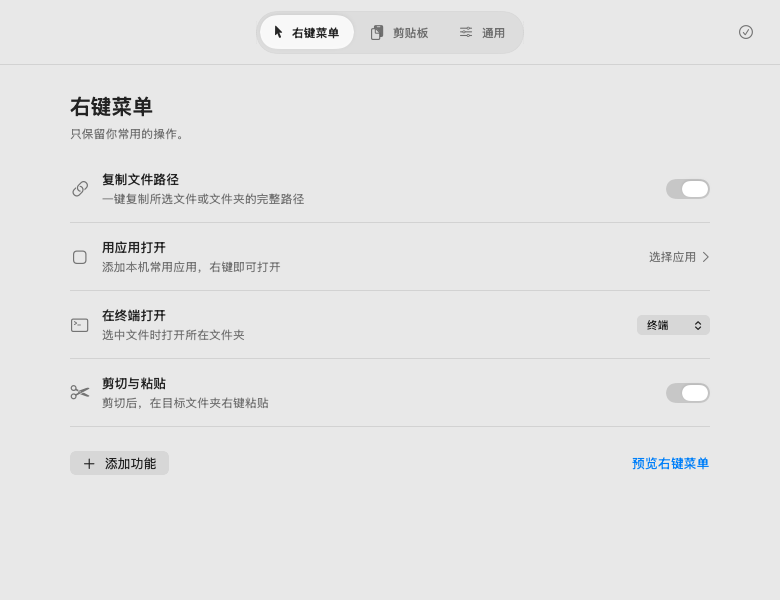 右键菜单
剪贴板
通用
右键菜单
只保留你常用的操作。
复制文件路径
一键复制所选文件或文件夹的完整路径
用应用打开
添加本机常用应用，右键即可打开
选择应用
在终端打开
选中文件时打开所在文件夹
终端
剪切与粘贴
剪切后，在目标文件夹右键粘贴
添加功能
预览右键菜单